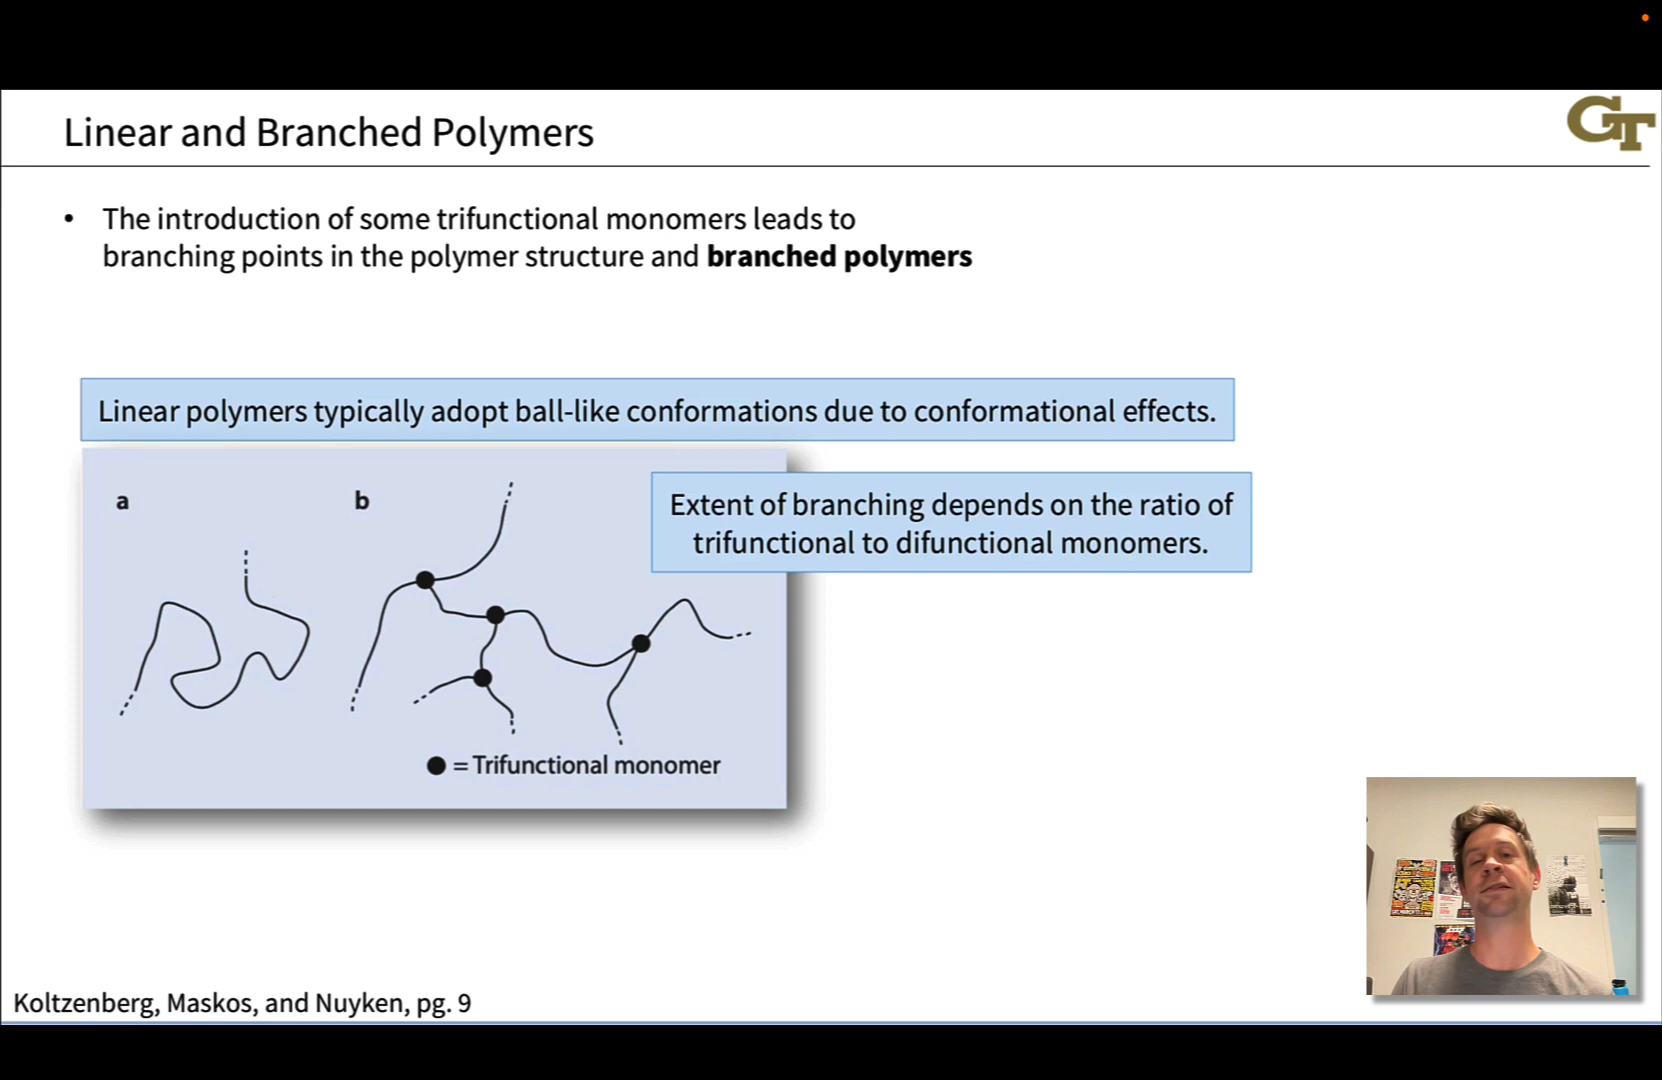 Linear and Branched Polymers
GT
• The introduction of some trifunctional monomers leads to
branching points in the polymer structure and branched polymers
Linear polymers typically adopt ball-like conformations due to conformational effects.
Extent of branching depends on the ratio of
trifunctional to difunctional monomers.
a
b
= Trifunctional monomer
Koltzenberg, Maskos, and Nuyken, pg. 9